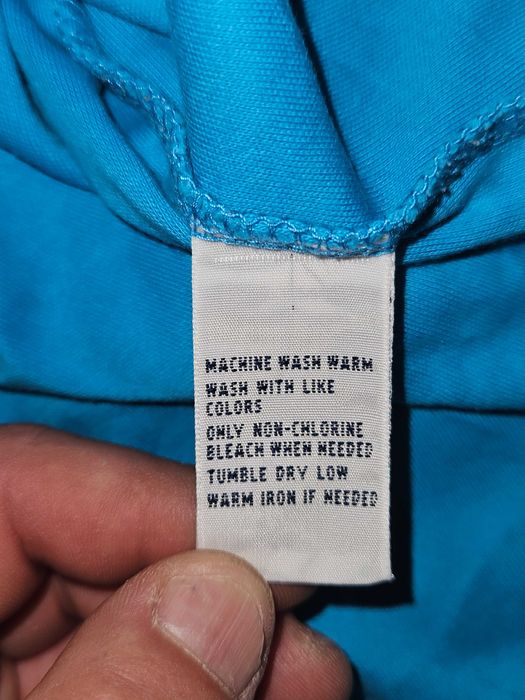 MACHINE WASH WARM
WASH WITH LIKE
COLORS
ONLY NON-CHLORINE
BLEACH WHEN NEEDED
TUMBLE DRY LOW
WARM IRON IF NEEDED